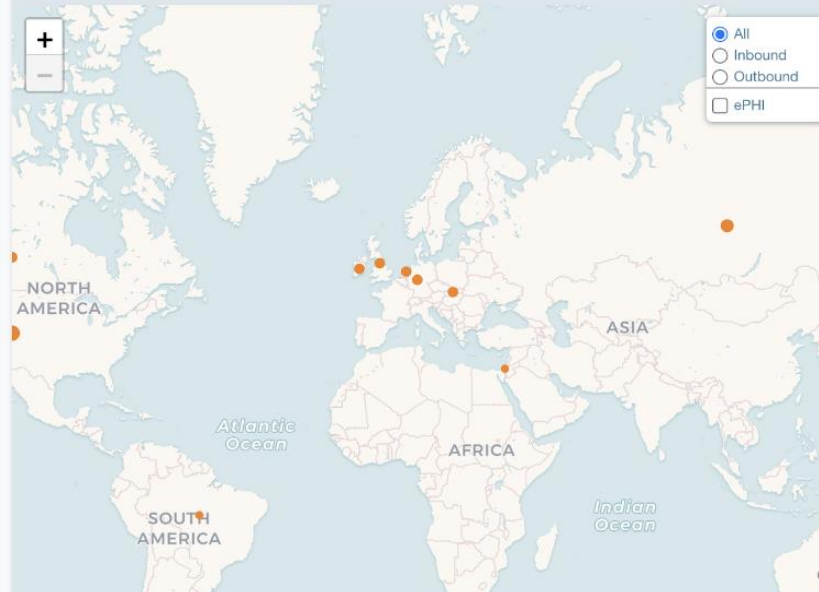 +
−
All
Inbound
Outbound
ePHI
NORTH
AMERICA
ASIA
Atlantic
Ocean
AFRICA
Indian
Ocean
SOUTH
AMERICA